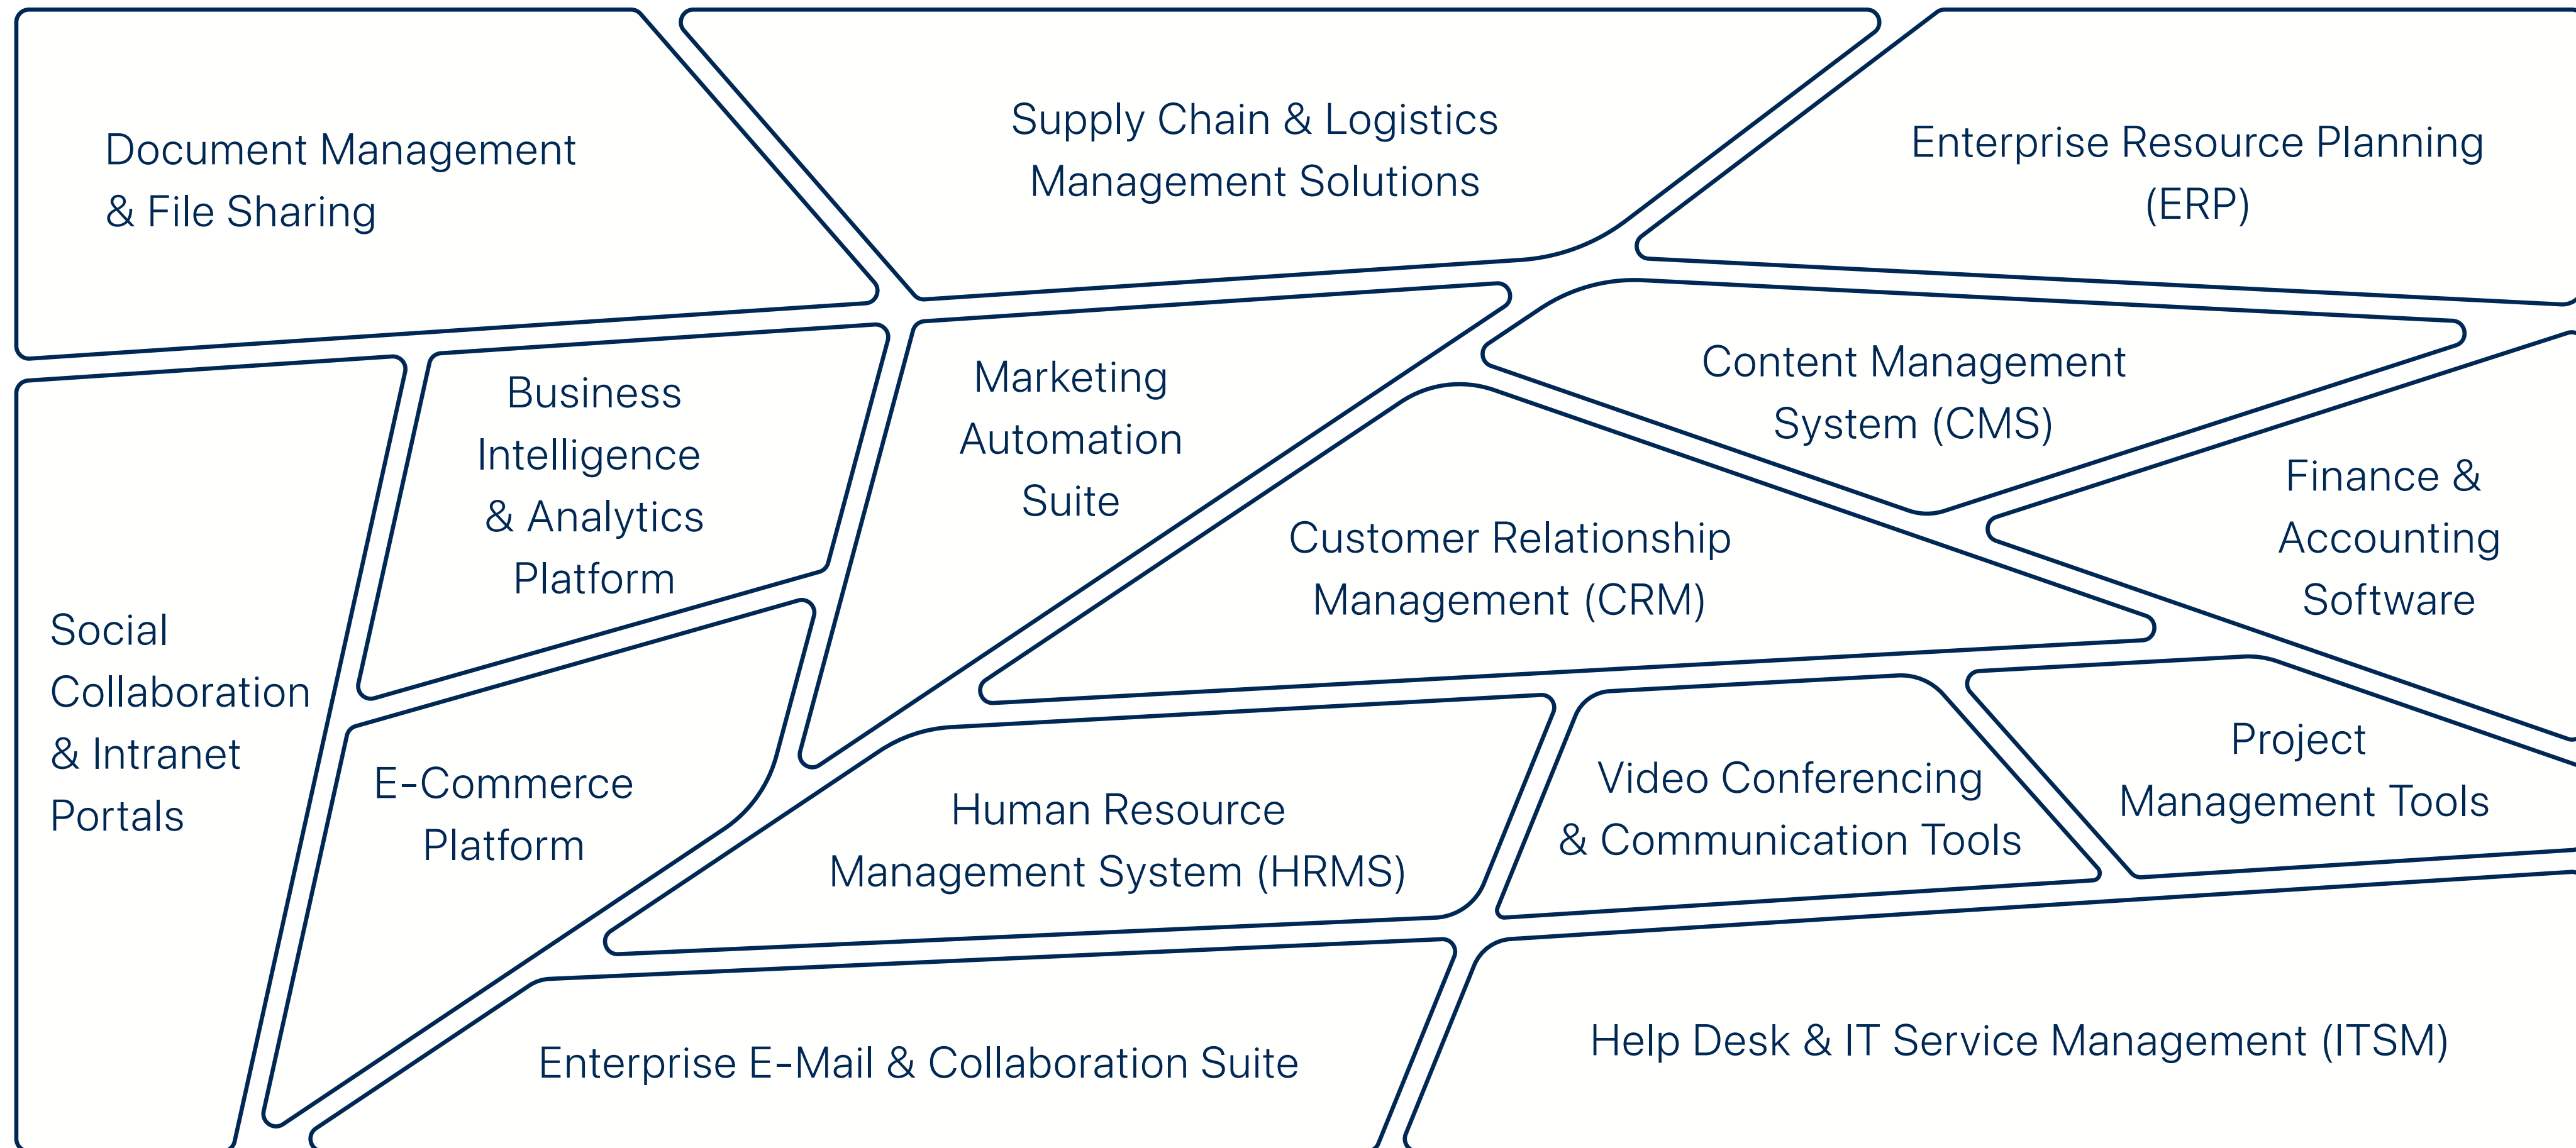 Document Management
& File Sharing
Supply Chain & Logistics
Management Solutions
Enterprise Resource Planning
(ERP)
Business
Intelligence
& Analytics
Platform
Marketing
Automation
Suite
Content Management
System (CMS)
Finance &
Accounting
Software
Customer Relationship
Management (CRM)
Social
Collaboration
& Intranet
Portals
E-Commerce
Platform
Human Resource
Management System (HRMS)
Video Conferencing
& Communication Tools
Project
Management Tools
Enterprise E-Mail & Collaboration Suite
Help Desk & IT Service Management (ITSM)